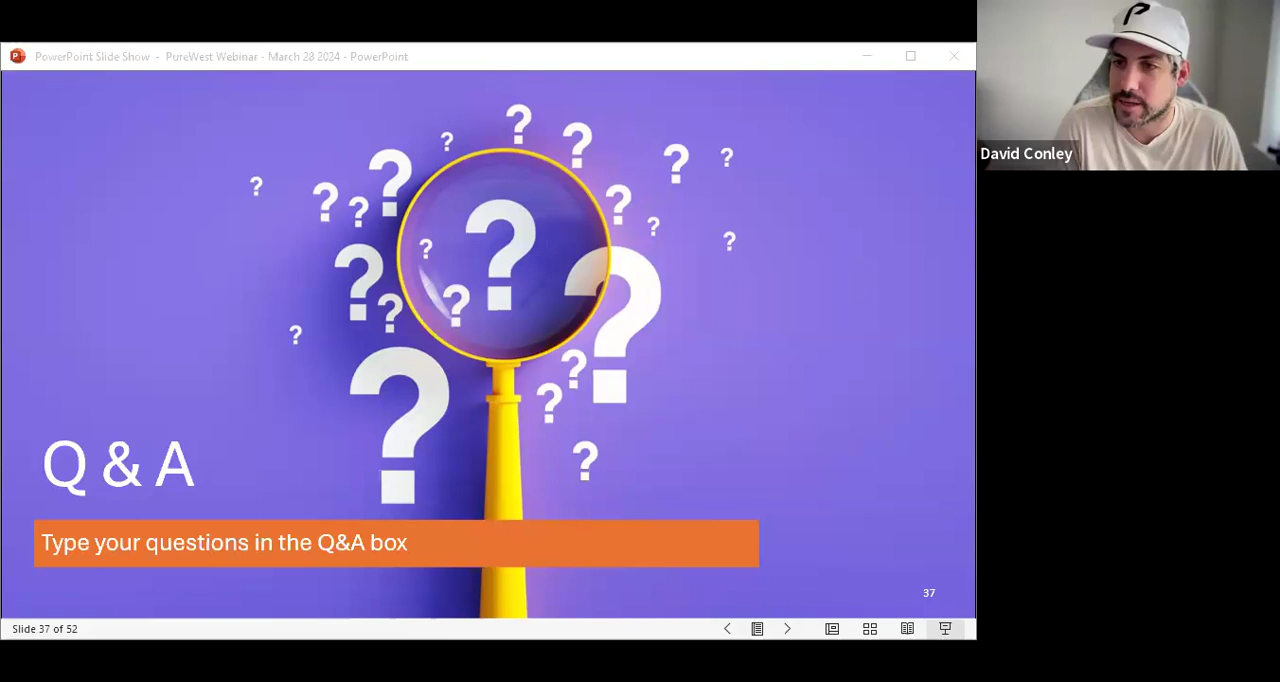 PowerPoint Slide Show - PureWest Webinar - March 28 2024 - PowerPoint
David Conley
Q & A
Type your questions in the Q&A box
37
Slide 37 of 52